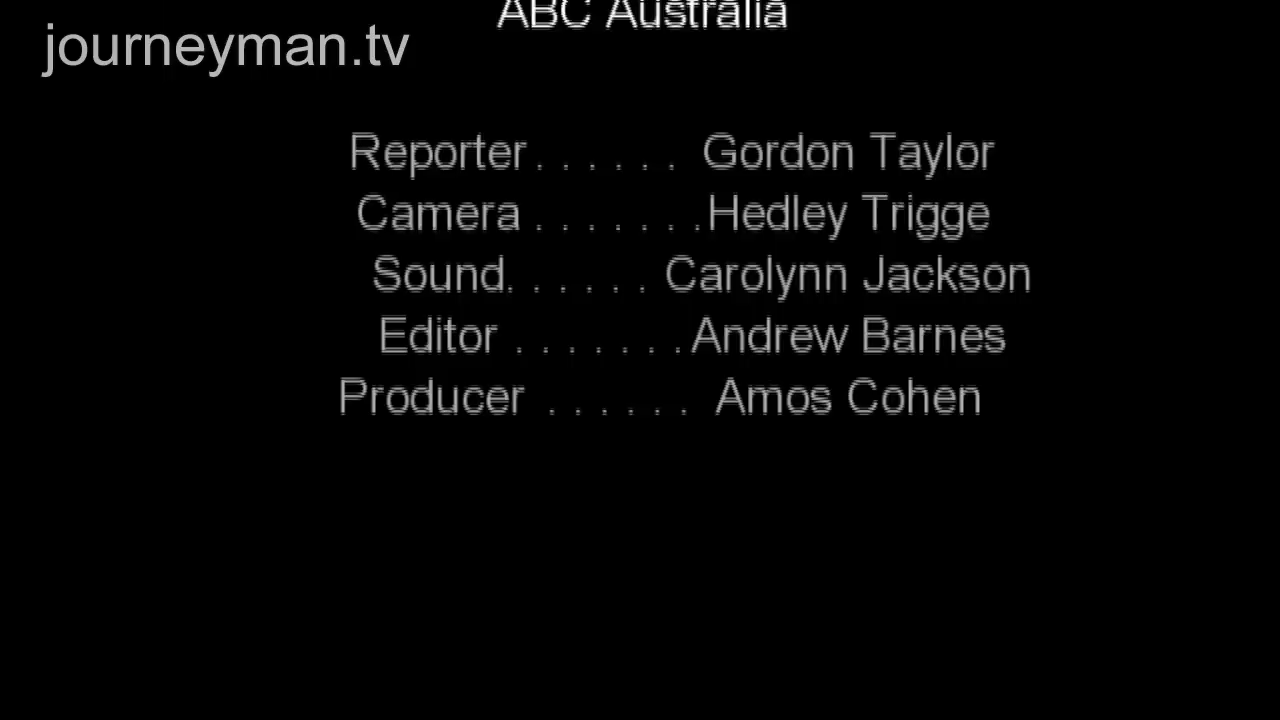 ABC Australia
journeyman.tv
Reporter . . . . . . Gordon Taylor
Camera . . . . . . . Hedley Trigge
Sound. . . . . . Carolynn Jackson
Editor . . . . . . . Andrew Barnes
Producer . . . . . . Amos Cohen